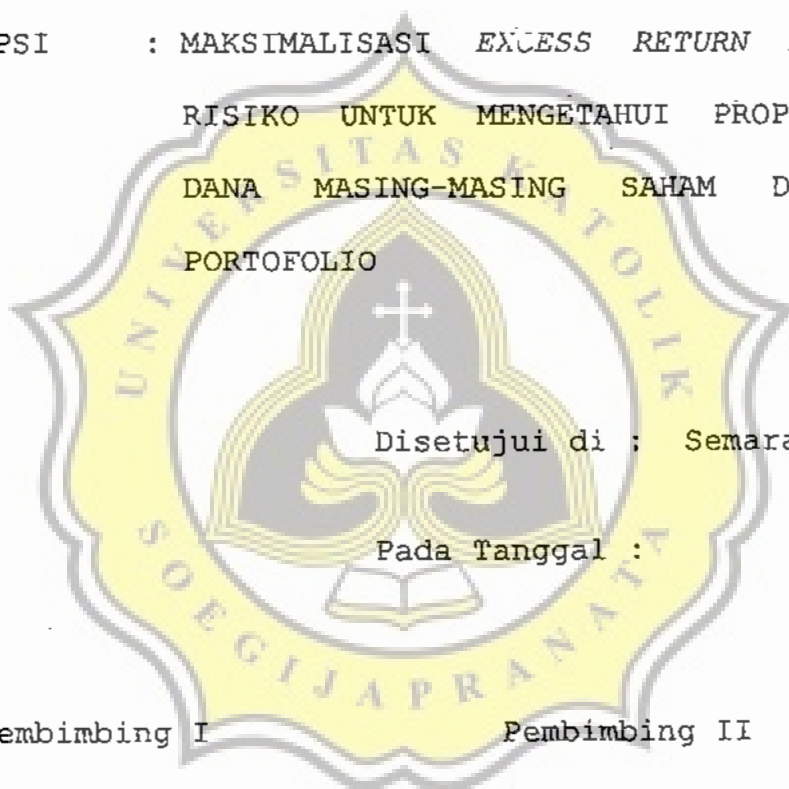 PSI : MAKSIMALISASI EXCESS RETURN
RISIKO UNTUK MENGETAHUI PROP
DANA MASING-MASING SAHAM D
PORTOFOLIO
UNIVERSITAS KATOLIK
SOEGIJAPRANATA
Disetujui di : Semara
Pada Tanggal :
embimbing I Pembimbing II